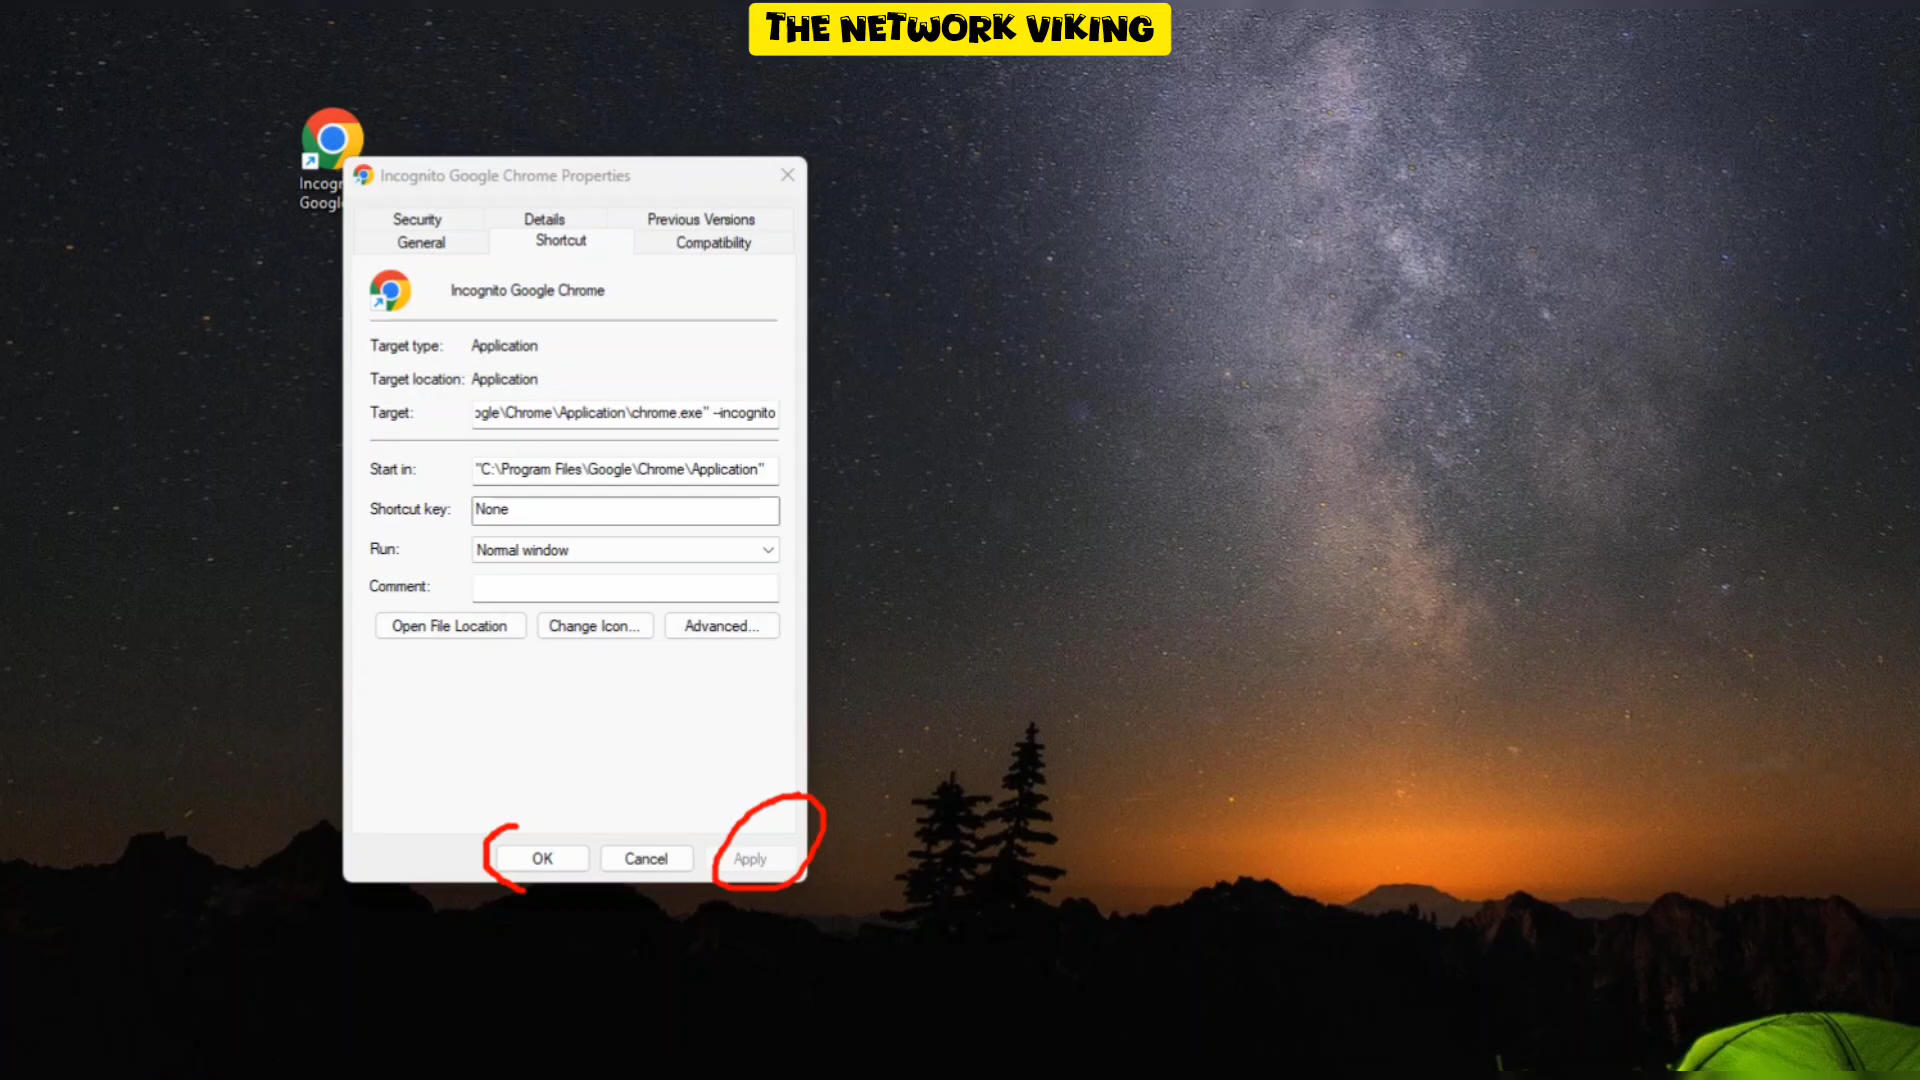 THE NETWORK VIKING
Incogn
Google
Incognito Google Chrome Properties
Security Details Previous Versions
General Shortcut Compatibility
Incognito Google Chrome
Target type: Application
Target location: Application
Target: ogle\Chrome\Application\chrome.exe" --incognito
Start in: "C:\Program Files\Google\Chrome\Application"
Shortcut key: None
Run: Normal window
Comment:
Open File Location Change Icon... Advanced...
OK Cancel Apply